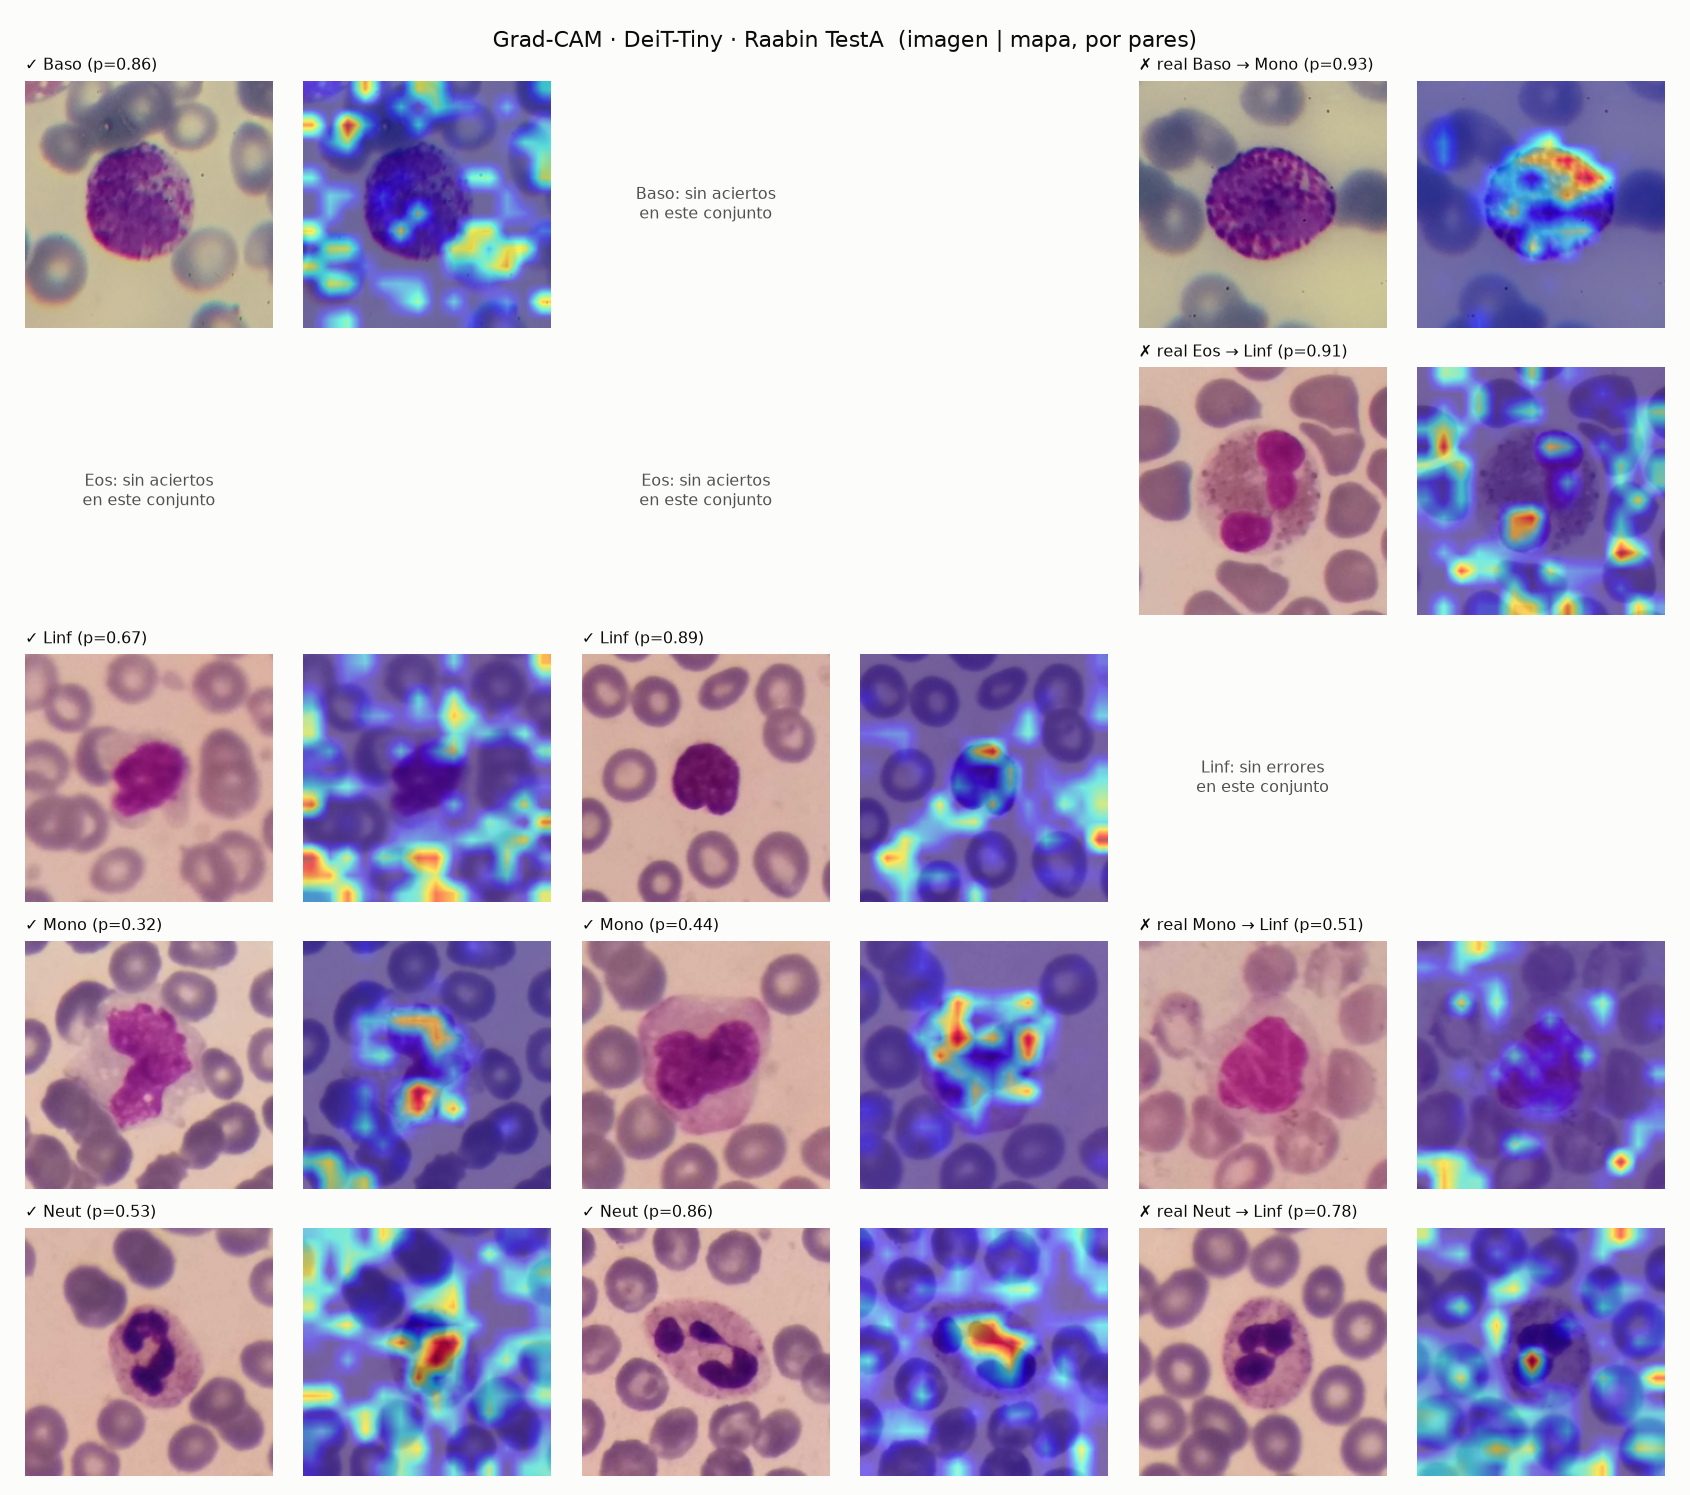 Grad-CAM · DeiT-Tiny · Raabin TestA (imagen | mapa, por pares)
✓ Baso (p=0.86)
Baso: sin aciertos
en este conjunto
✗ real Baso → Mono (p=0.93)
Eos: sin aciertos
en este conjunto
Eos: sin aciertos
en este conjunto
✗ real Eos → Linf (p=0.91)
✓ Linf (p=0.67)
✓ Linf (p=0.89)
Linf: sin errores
en este conjunto
✓ Mono (p=0.32)
✓ Mono (p=0.44)
✗ real Mono → Linf (p=0.51)
✓ Neut (p=0.53)
✓ Neut (p=0.86)
✗ real Neut → Linf (p=0.78)